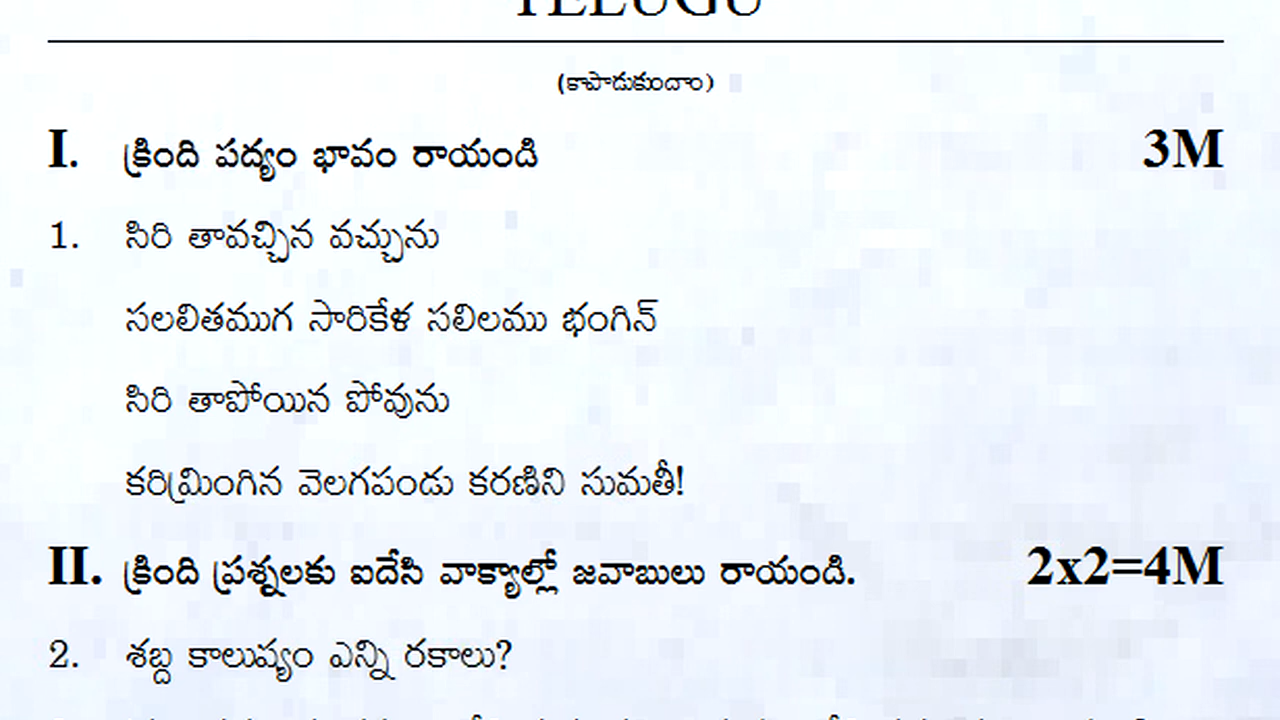 TELUGU
(కాపాడుకుందాం)
I. క్రింది పద్యం భావం రాయండి 3M
1. సిరి తావచ్చిన వచ్చును
సలలితముగ సారికేళ సలిలము భంగిన్
సిరి తాపోయిన పోవును
కరిమ్రింగిన వెలగపండు కరణిని సుమతీ!
II. క్రింది ప్రశ్నలకు ఐదేసి వాక్యాల్లో జవాబులు రాయండి. 2x2=4M
2. శబ్ద కాలుష్యం ఎన్ని రకాలు?